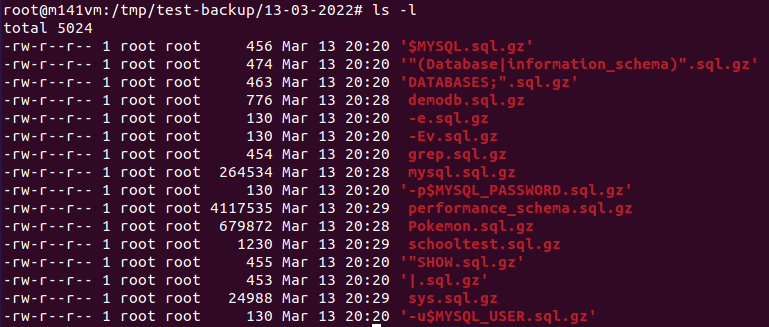 root@m141vm:/tmp/test-backup/13-03-2022# ls -l
total 5024
-rw-r--r-- 1 root root     456 Mar 13 20:20 '$MYSQL.sql.gz'
-rw-r--r-- 1 root root     474 Mar 13 20:20 '"(Database|information_schema)".sql.gz'
-rw-r--r-- 1 root root     463 Mar 13 20:20 'DATABASES;".sql.gz'
-rw-r--r-- 1 root root     776 Mar 13 20:28  demodb.sql.gz
-rw-r--r-- 1 root root     130 Mar 13 20:20  -e.sql.gz
-rw-r--r-- 1 root root     130 Mar 13 20:20  -Ev.sql.gz
-rw-r--r-- 1 root root     454 Mar 13 20:20  grep.sql.gz
-rw-r--r-- 1 root root  264534 Mar 13 20:28  mysql.sql.gz
-rw-r--r-- 1 root root     130 Mar 13 20:20 '-p$MYSQL_PASSWORD.sql.gz'
-rw-r--r-- 1 root root 4117535 Mar 13 20:29  performance_schema.sql.gz
-rw-r--r-- 1 root root  679872 Mar 13 20:28  Pokemon.sql.gz
-rw-r--r-- 1 root root    1230 Mar 13 20:29  schooltest.sql.gz
-rw-r--r-- 1 root root     455 Mar 13 20:20 '"SHOW.sql.gz'
-rw-r--r-- 1 root root     453 Mar 13 20:20 '|.sql.gz'
-rw-r--r-- 1 root root   24988 Mar 13 20:29  sys.sql.gz
-rw-r--r-- 1 root root     130 Mar 13 20:20 '-u$MYSQL_USER.sql.gz'